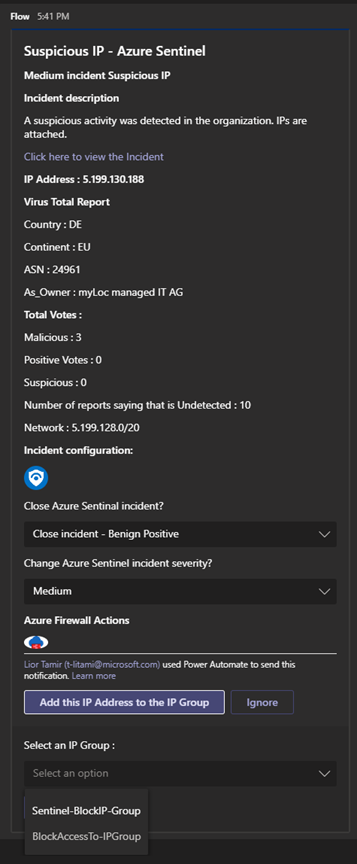 Flow 5:41 PM
Suspicious IP - Azure Sentinel
Medium incident Suspicious IP
Incident description
A suspicious activity was detected in the organization. IPs are
attached.
Click here to view the Incident
IP Address : 5.199.130.188
Virus Total Report
Country : DE
Continent : EU
ASN : 24961
As_Owner : myLoc managed IT AG
Total Votes :
Malicious : 3
Positive Votes : 0
Suspicious : 0
Number of reports saying that is Undetected : 10
Network : 5.199.128.0/20
Incident configuration:
Close Azure Sentinal incident?
Close incident - Benign Positive
Change Azure Sentinel incident severity?
Medium
Azure Firewall Actions
Lior Tamir (t-litami@microsoft.com) used Power Automate to send this
notification. Learn more
Add this IP Address to the IP Group
Ignore
Select an IP Group :
Select an option
Sentinel-BlockIP-Group
BlockAccessTo-IPGroup